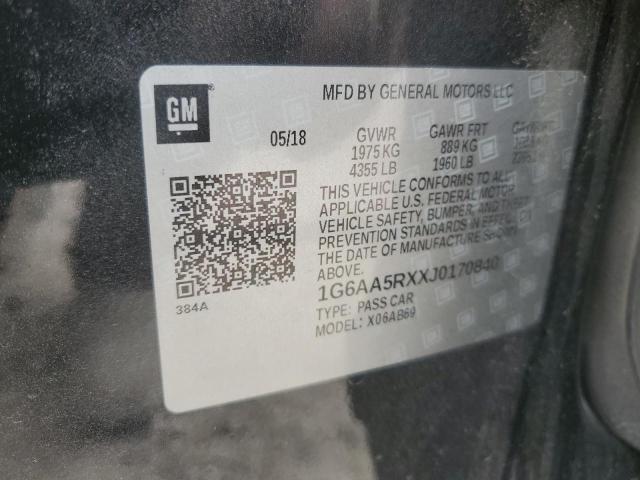 GM
MFD BY GENERAL MOTORS LLC
05/18 GVWR GAWR FRT
1975 KG 889 KG
4355 LB 1960 LB
THIS VEHICLE CONFORMS TO ALL
APPLICABLE U.S. FEDERAL MOTOR
VEHICLE SAFETY, BUMPER, AND THEFT
PREVENTION STANDARDS IN EFFECT ON
THE DATE OF MANUFACTURE SHOWN
ABOVE.
1G6AA5RXXJ0170840
TYPE: PASS CAR
MODEL: X06AB69
384A